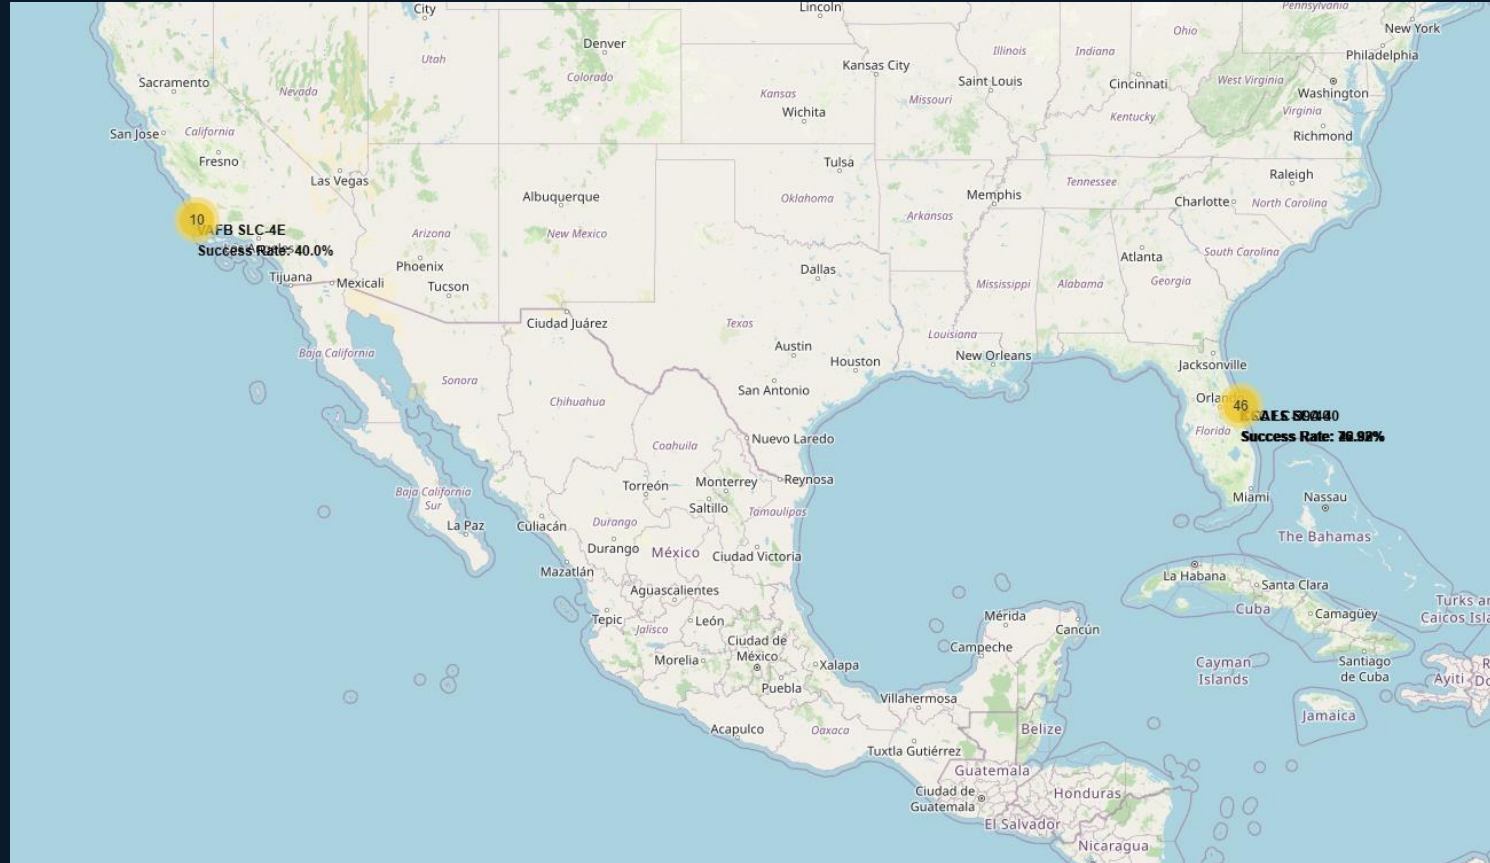 City
Lincoln
Pennsylvania
New York
Ohio
Denver
Illinois
Indiana
Philadelphia
Utah
Kansas City
Colorado
Saint Louis
Cincinnati
West Virginia
Sacramento
Nevada
Kansas
Missouri
Washington
Wichita
Virginia
Kentucky
San Jose
California
Richmond
Fresno
Tulsa
Las Vegas
Raleigh
Tennessee
Albuquerque
Oklahoma
Memphis
Charlotte
North Carolina
10
Arkansas
VAFB SLC-4E
Arizona
New Mexico
Success Rate: 40.0%
South Carolina
Atlanta
Phoenix
Dallas
Tijuana
Mexicali
Tucson
Mississippi
Alabama
Georgia
Ciudad Juárez
Texas
Louisiana
Austin
Baja California
Houston
New Orleans
Jacksonville
Sonora
San Antonio
Chihuahua
46
Florida
Success Rate:
Coahuila
Nuevo Laredo
Torreón
Monterrey
Reynosa
Baja California
Sur
Saltillo
Tamaulipas
Miami
Nassau
La Paz
Culiacán
Durango
The Bahamas
Durango
México
Ciudad Victoria
Mazatlán
La Habana
Santa Clara
Aguascalientes
Turks
Caicos
Cuba
Camagüey
Tepic
León
Mérida
Cancún
Jalisco
Ciudad de
México
Campeche
Morelia
Xalapa
Cayman
Islands
Santiago
de Cuba
Ayiti
Puebla
Villahermosa
Jamaica
Acapulco
Oaxaca
Belize
Tuxtla Gutiérrez
Guatemala
Ciudad de
Guatemala
Honduras
El Salvador
Nicaragua